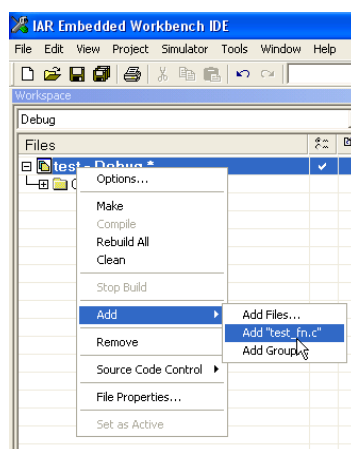 IAR Embedded Workbench IDE
File Edit View Project Simulator Tools Window Help
Workspace
Debug
Files
test - Debug *
Options...
Make
Compile
Rebuild All
Clean
Stop Build
Add
Add Files...
Add "test_fn.c"
Add Group
Remove
Source Code Control
File Properties...
Set as Active